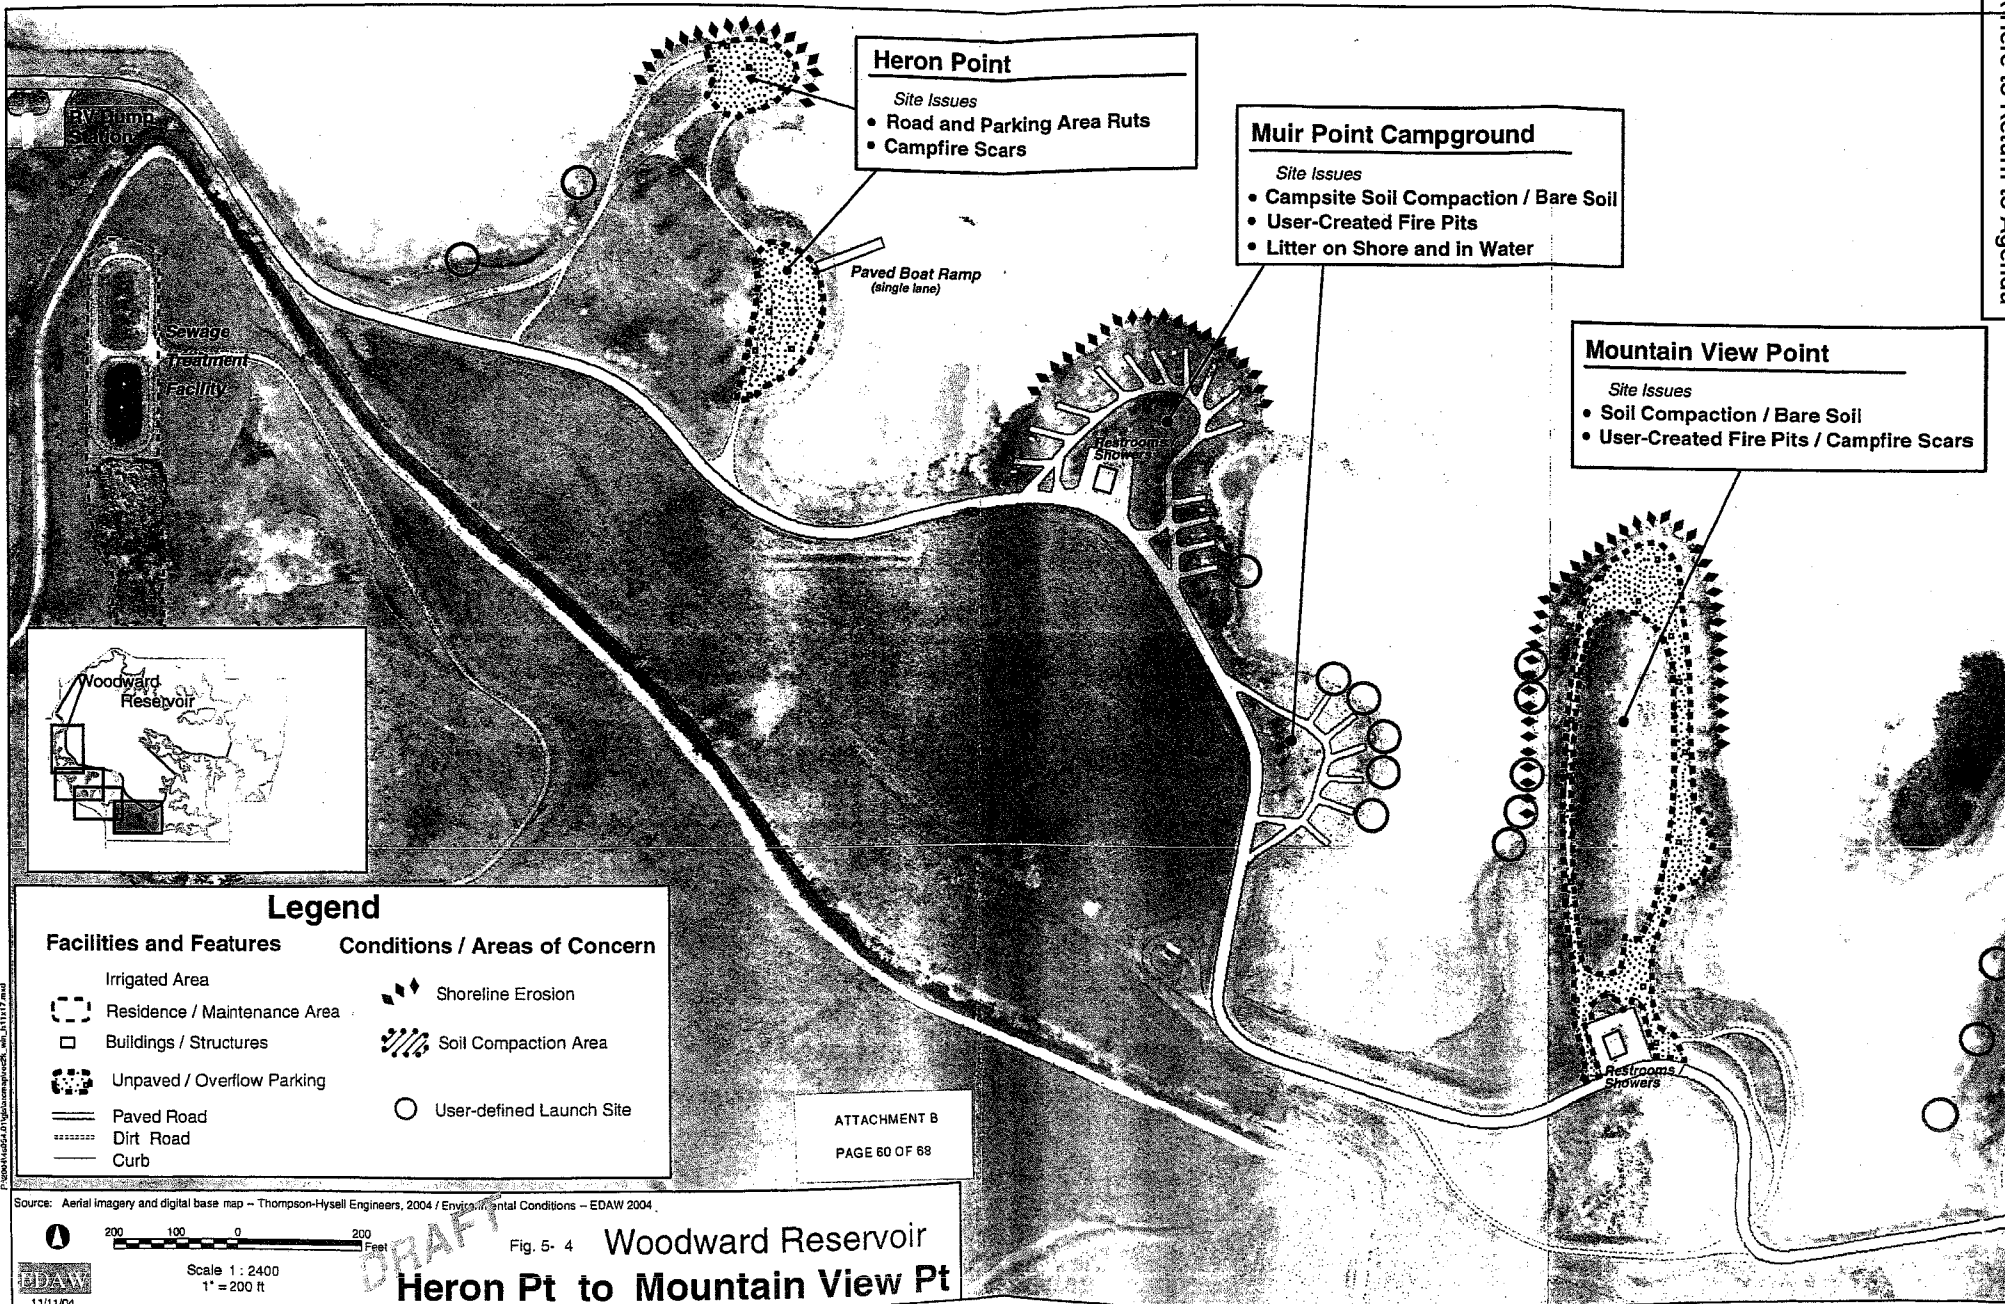 Heron Point
Site Issues
• Road and Parking Area Ruts
• Campfire Scars
Muir Point Campground
Site Issues
• Campsite Soil Compaction / Bare Soil
• User-Created Fire Pits
• Litter on Shore and in Water
Mountain View Point
Site Issues
• Soil Compaction / Bare Soil
• User-Created Fire Pits / Campfire Scars
RV Dump
Station
Paved Boat Ramp
(single lane)
Sewage
Treatment
Facility
Restrooms /
Showers
Restrooms /
Showers
Woodward
Reservoir
Legend
Facilities and Features
Irrigated Area
Residence / Maintenance Area
Buildings / Structures
Unpaved / Overflow Parking
Paved Road
Dirt Road
Curb
Conditions / Areas of Concern
Shoreline Erosion
Soil Compaction Area
User-defined Launch Site
ATTACHMENT B
PAGE 60 OF 68
Source: Aerial imagery and digital base map -- Thompson-Hysell Engineers, 2004 / Environmental Conditions -- EDAW 2004
200 100 0 200
Feet
Scale 1 : 2400
1" = 200 ft
EDAW
11/11/04
DRAFT
Fig. 5- 4 Woodward Reservoir
Heron Pt to Mountain View Pt
to Return to Agenda